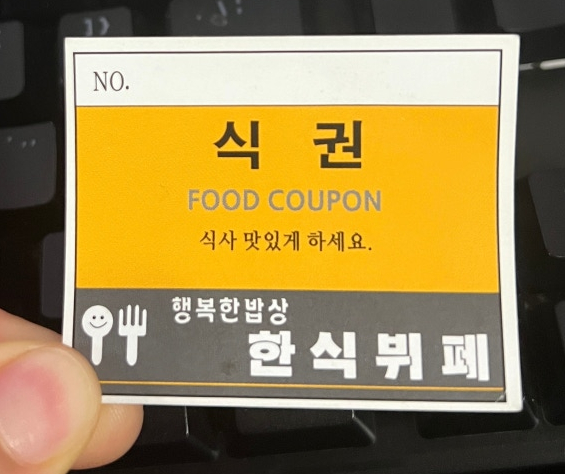 NO.
식 권
FOOD COUPON
식사 맛있게 하세요.
행복한밥상
한식뷔페